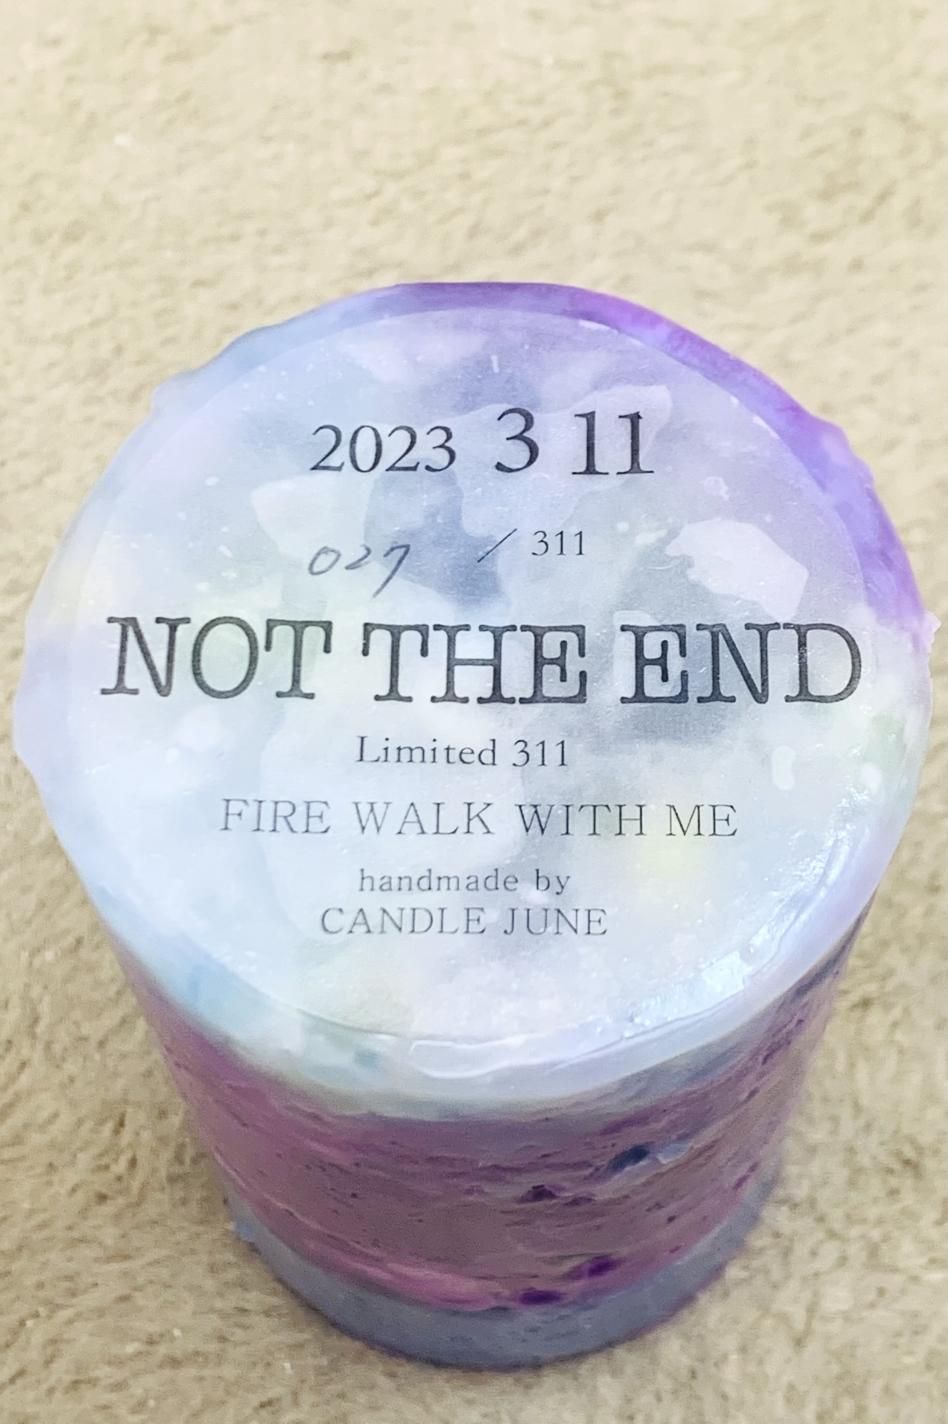 2023 3 11
027 / 311
NOT THE END
Limited 311
FIRE WALK WITH ME
handmade by
CANDLE JUNE